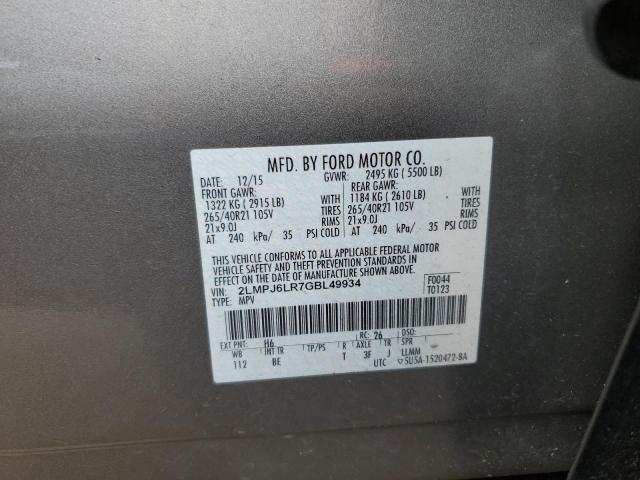 MFD. BY FORD MOTOR CO.
DATE: 12/15 GVWR: 2495 KG ( 5500 LB)
FRONT GAWR: REAR GAWR:
1322 KG ( 2915 LB) 1184 KG ( 2610 LB)
265/40R21 105V TIRES 265/40R21 105V TIRES
21x9.0J RIMS 21x9.0J RIMS
AT 240 kPa/ 35 PSI COLD AT 240 kPa/ 35 PSI COLD
THIS VEHICLE CONFORMS TO ALL APPLICABLE FEDERAL MOTOR
VEHICLE SAFETY AND THEFT PREVENTION STANDARDS IN
EFFECT ON THE DATE OF MANUFACTURE SHOWN ABOVE.
VIN: 2LMPJ6LR7GBL49934 F0044
TYPE: MPV T0123
EXT PNT: H6 RC: 26 DSO:
WB INT TR TP/PS R AXLE TR SPR
112 BE T 3F J LLMM
UTC ▽5U5A-1520472-BA